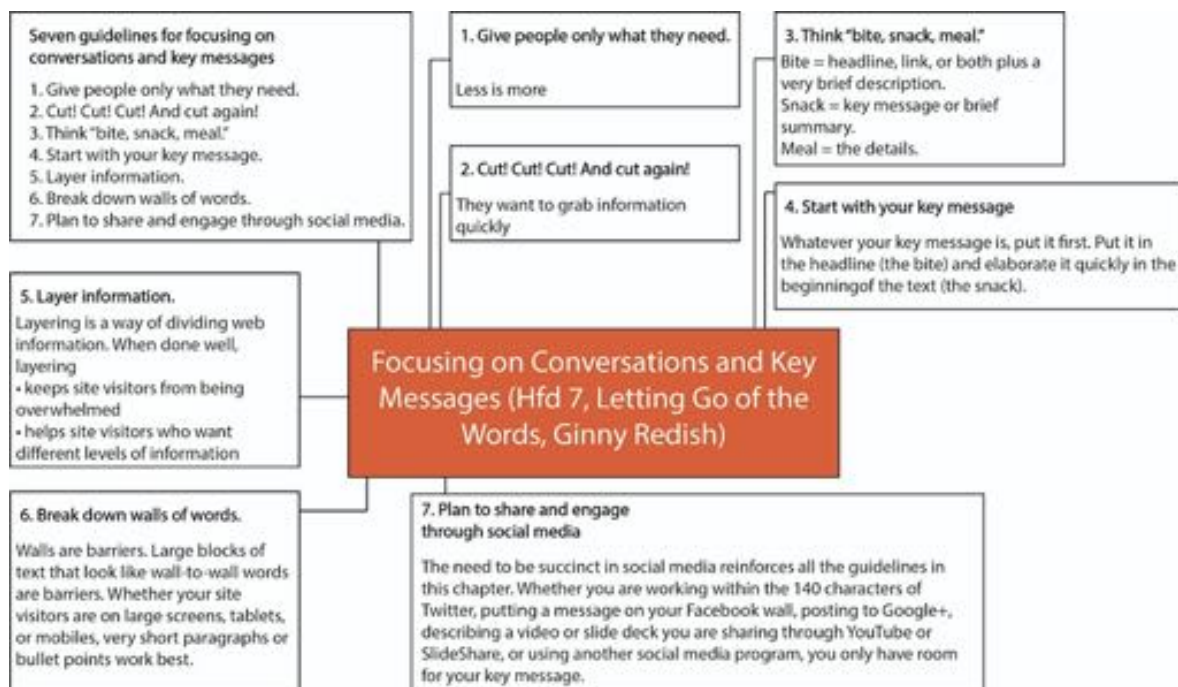 Seven guidelines for focusing on
conversations and key messages
1. Give people only what they need.
2. Cut! Cut! Cut! And cut again!
3. Think “bite, snack, meal.”
4. Start with your key message.
5. Layer information.
6. Break down walls of words.
7. Plan to share and engage through social media.
1. Give people only what they need.
Less is more
2. Cut! Cut! Cut! And cut again!
They want to grab information
quickly
3. Think “bite, snack, meal.”
Bite = headline, link, or both plus a
very brief description.
Snack = key message or brief
summary.
Meal = the details.
4. Start with your key message
Whatever your key message is, put it first. Put it in
the headline (the bite) and elaborate it quickly in the
beginningof the text (the snack).
5. Layer information.
Layering is a way of dividing web
information. When done well,
layering
• keeps site visitors from being
overwhelmed
• helps site visitors who want
different levels of information
Focusing on Conversations and Key
Messages (Hfd 7, Letting Go of the
Words, Ginny Redish)
6. Break down walls of words.
Walls are barriers. Large blocks of
text that look like wall-to-wall words
are barriers. Whether your site
visitors are on large screens, tablets,
or mobiles, very short paragraphs or
bullet points work best.
7. Plan to share and engage
through social media
The need to be succinct in social media reinforces all the guidelines in
this chapter. Whether you are working within the 140 characters of
Twitter, putting a message on your Facebook wall, posting to Google+,
describing a video or slide deck you are sharing through YouTube or
SlideShare, or using another social media program, you only have room
for your key message.